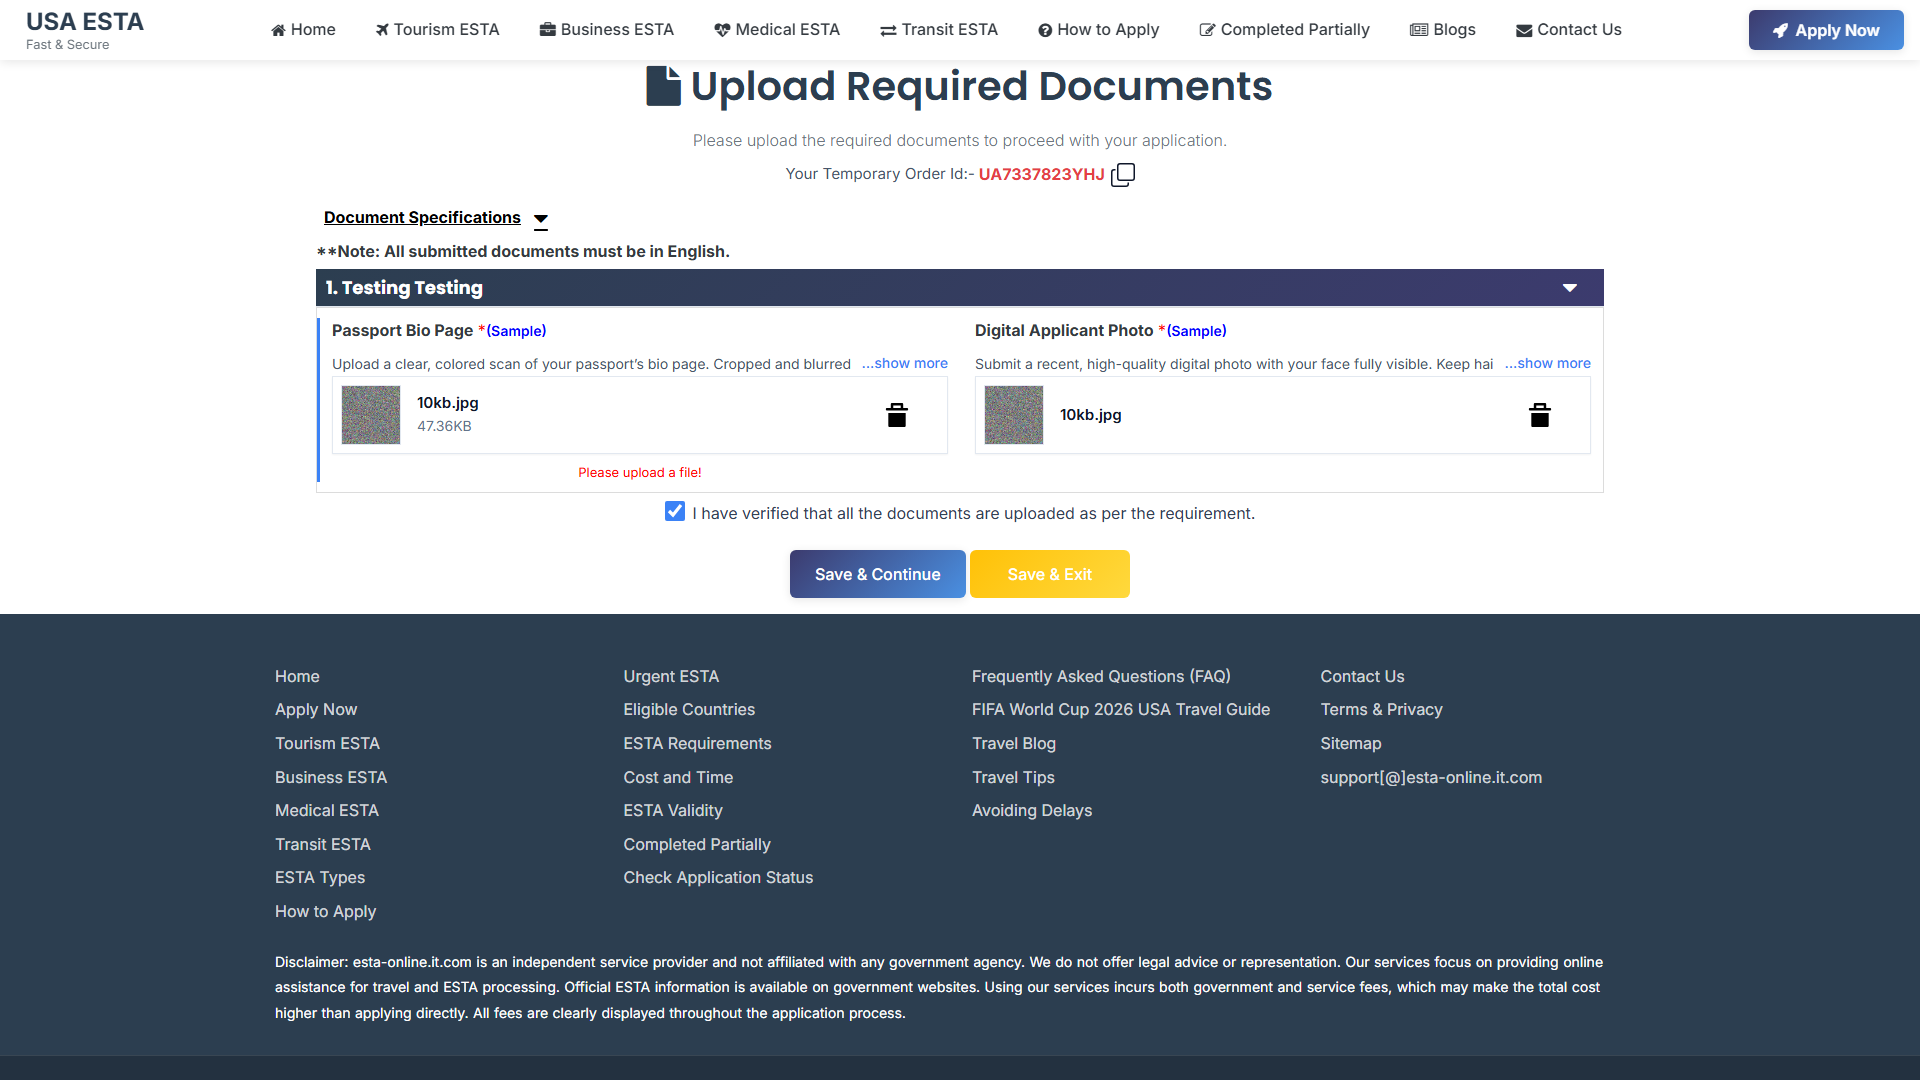 USA ESTA
Fast & Secure
Home
Tourism ESTA
Business ESTA
Medical ESTA
Transit ESTA
How to Apply
Completed Partially
Blogs
Contact Us
Apply Now
Upload Required Documents
Please upload the required documents to proceed with your application.
Your Temporary Order Id:- UA7337823YHJ
Document Specifications
**Note: All submitted documents must be in English.
1. Testing Testing
Passport Bio Page *(Sample)
Upload a clear, colored scan of your passport’s bio page. Cropped and blurred ...show more
10kb.jpg
47.36KB
Please upload a file!
Digital Applicant Photo *(Sample)
Submit a recent, high-quality digital photo with your face fully visible. Keep hai ...show more
10kb.jpg
I have verified that all the documents are uploaded as per the requirement.
Save & Continue
Save & Exit
Home
Apply Now
Tourism ESTA
Business ESTA
Medical ESTA
Transit ESTA
ESTA Types
How to Apply
Urgent ESTA
Eligible Countries
ESTA Requirements
Cost and Time
ESTA Validity
Completed Partially
Check Application Status
Frequently Asked Questions (FAQ)
FIFA World Cup 2026 USA Travel Guide
Travel Blog
Travel Tips
Avoiding Delays
Contact Us
Terms & Privacy
Sitemap
support[@]esta-online.it.com
Disclaimer: esta-online.it.com is an independent service provider and not affiliated with any government agency. We do not offer legal advice or representation. Our services focus on providing online
assistance for travel and ESTA processing. Official ESTA information is available on government websites. Using our services incurs both government and service fees, which may make the total cost
higher than applying directly. All fees are clearly displayed throughout the application process.